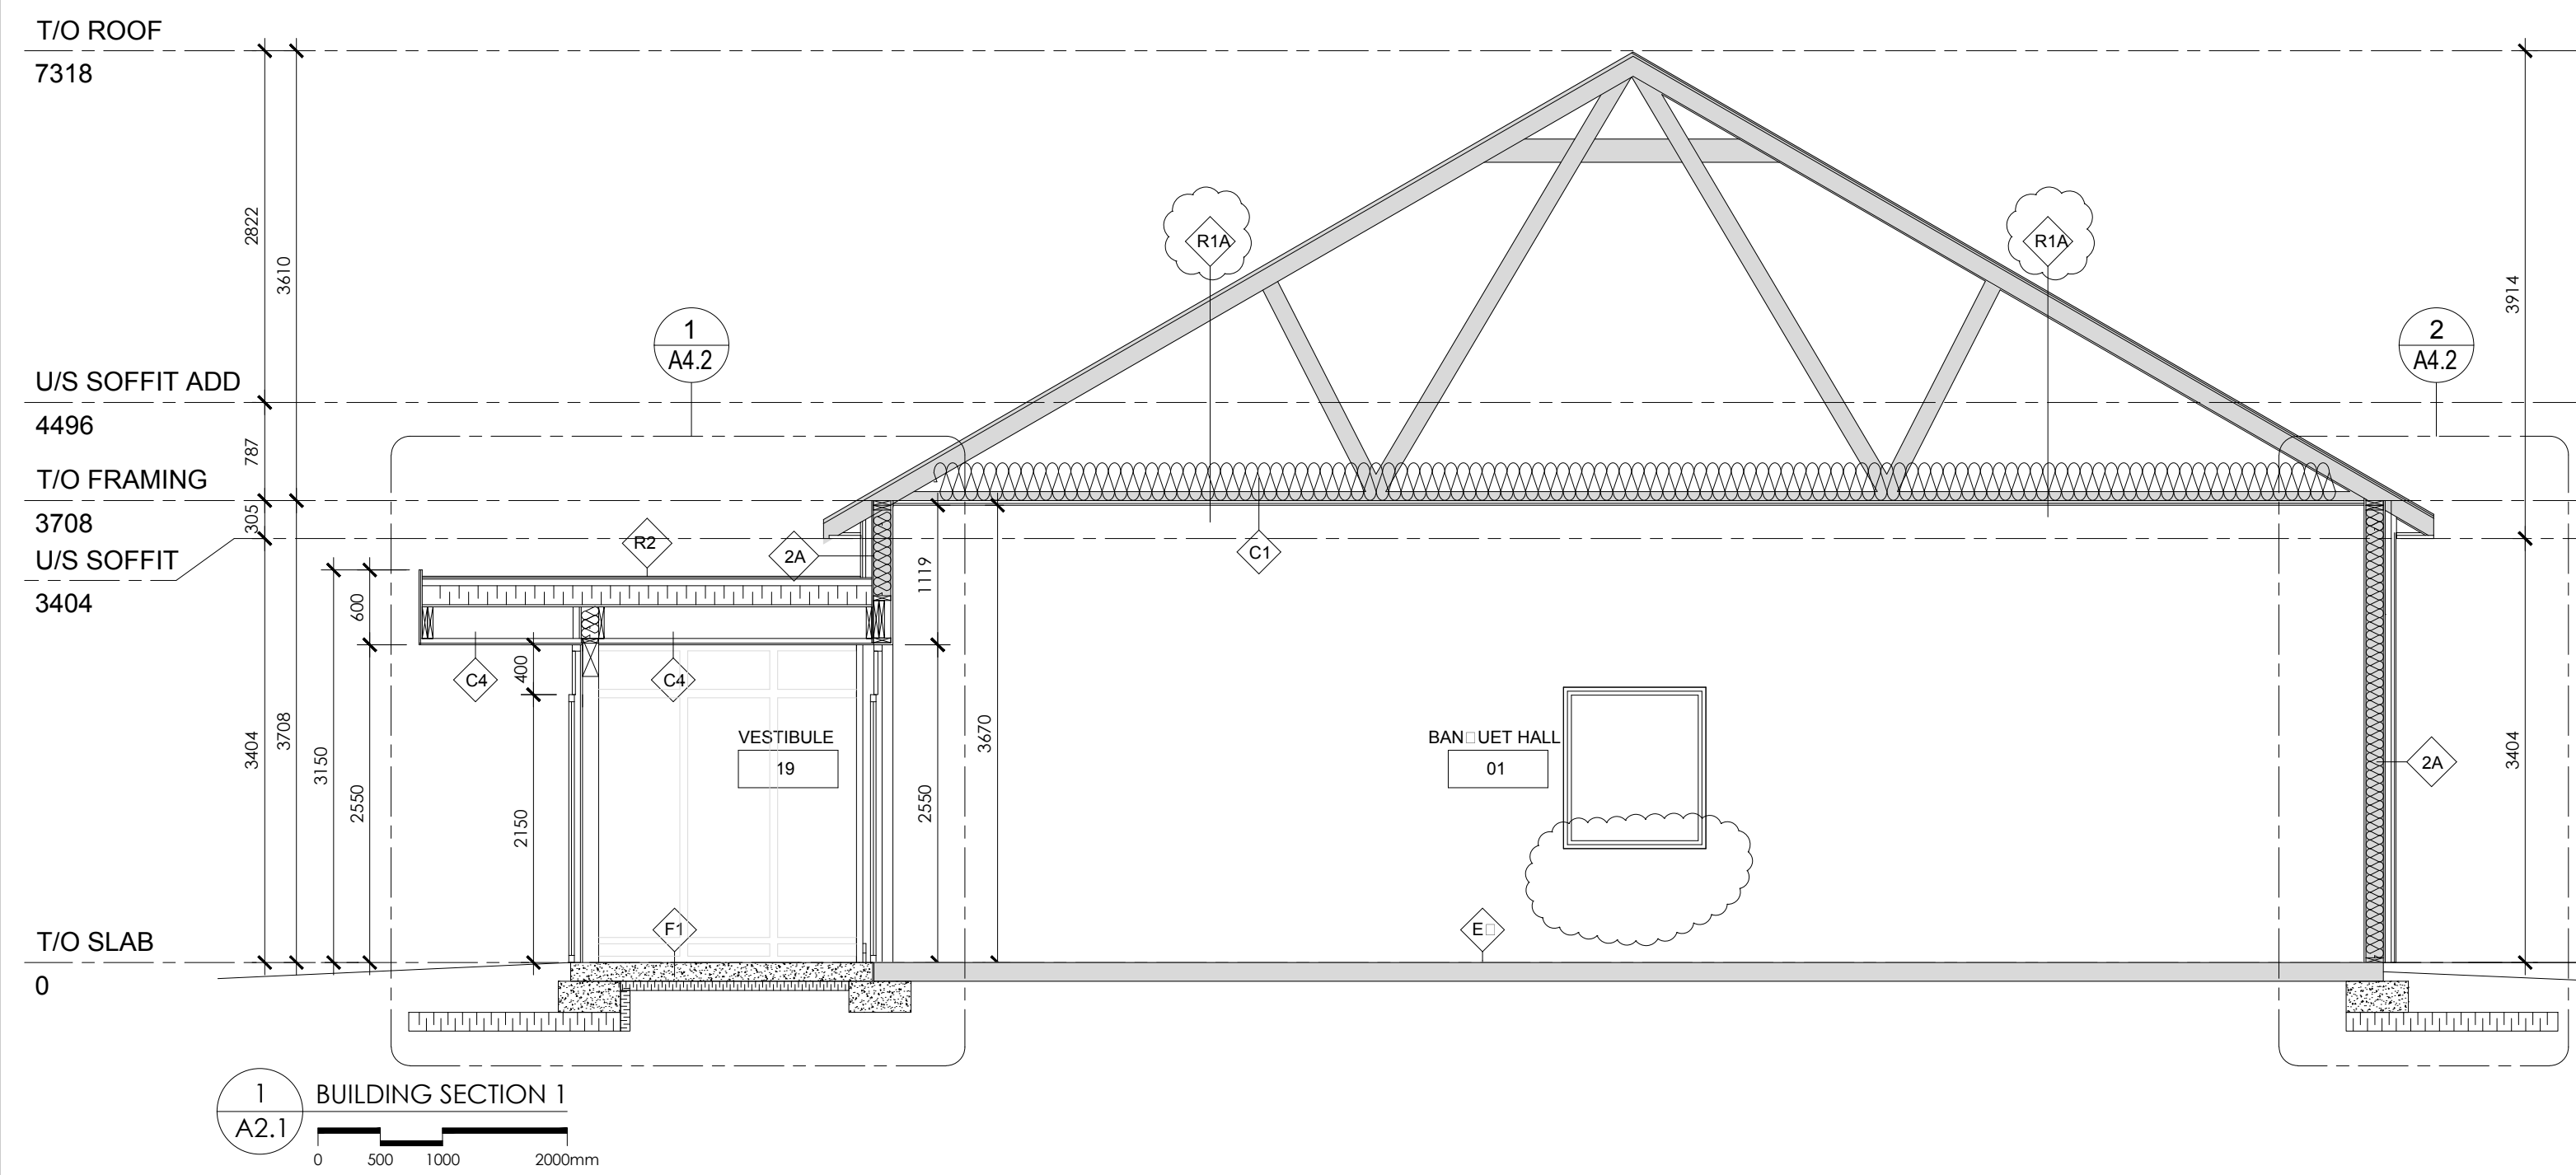 T/O ROOF
7318
2822
3610
3914
R1A
R1A
1
A4.2
2
A4.2
U/S SOFFIT ADD
4496
787
T/O FRAMING
3708
305
U/S SOFFIT
3404
R2
2A
C1
600
1119
400
C4
C4
3404
3708
3150
2550
2150
VESTIBULE
19
2550
3670
BAN□UET HALL
01
3404
2A
F1
E□
T/O SLAB
0
1
A2.1
BUILDING SECTION 1
0 500 1000 2000mm